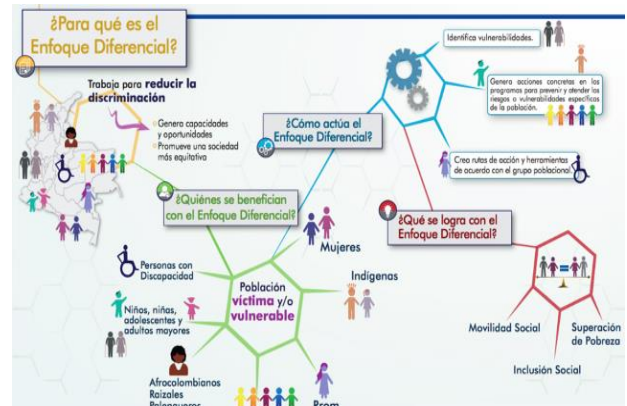 ¿Para qué es el
Enfoque Diferencial?
Trabaja para reducir la
discriminación
Genera capacidades
y oportunidades
Promueve una sociedad
más equitativa
¿Quiénes se benefician
con el Enfoque Diferencial?
Personas con
Discapacidad
Niños, niñas,
adolescentes y
adultos mayores
Afrocolombianos
Raizales
Palenqueros
Población
víctima y/o
vulnerable
Mujeres
Indígenas
Rrom
¿Cómo actúa el
Enfoque Diferencial?
Identifica vulnerabilidades.
Genera acciones concretas en los
programas para prevenir y atender los
riesgos o vulnerabilidades específicas
de la población.
Crea rutas de acción y herramientas
de acuerdo con el grupo poblacional.
¿Qué se logra con el
Enfoque Diferencial?
Movilidad Social
Superación
de Pobreza
Inclusión Social